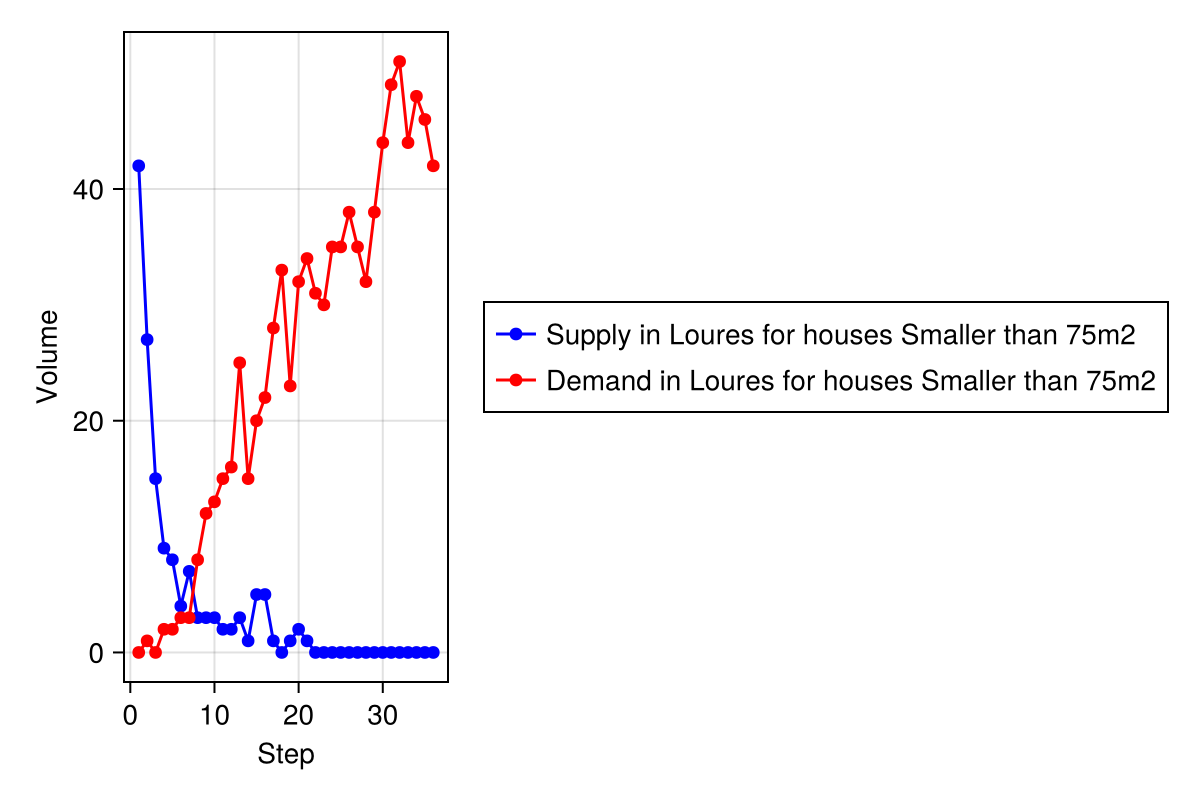 Volume
40
20
0
0 10 20 30
Step
Supply in Loures for houses Smaller than 75m2
Demand in Loures for houses Smaller than 75m2